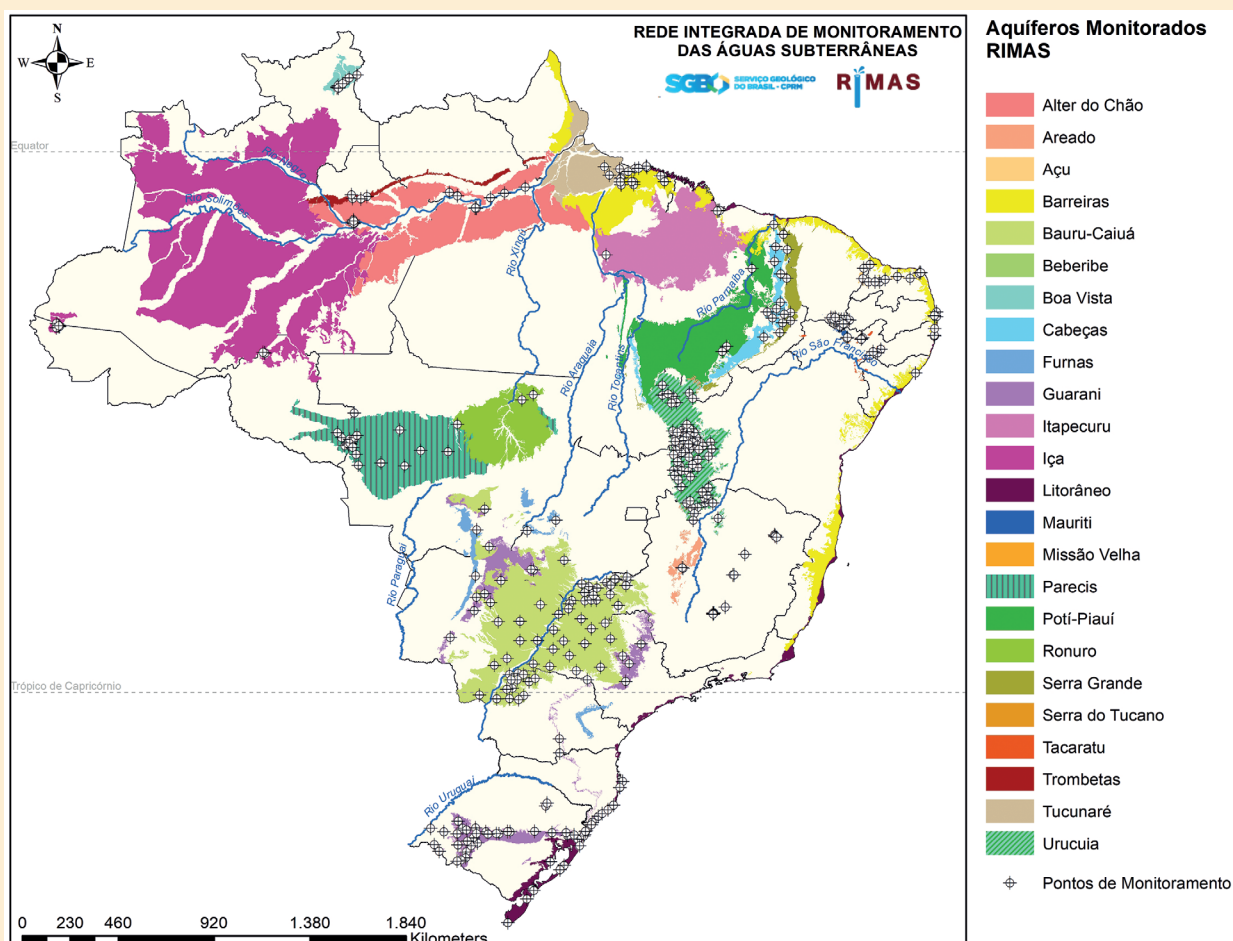 REDE INTEGRADA DE MONITORAMENTO
DAS ÁGUAS SUBTERRÂNEAS
SGB
SERVIÇO GEOLÓGICO
DO BRASIL - CPRM
RIMAS
N
W
E
S
Equator
Rio Negro
Rio Solimões
Rio Xingu
Rio Parnaíba
Rio São Francisco
Rio Araguaia
Rio Tocantins
Rio Paraguai
Trópico de Capricórnio
Rio Uruguai
0 230 460 920 1.380 1.840
Kilometers
Aquíferos Monitorados
RIMAS
Alter do Chão
Areado
Açu
Barreiras
Bauru-Caiuá
Beberibe
Boa Vista
Cabeças
Furnas
Guarani
Itapecuru
Iça
Litorâneo
Mauriti
Missão Velha
Parecis
Potí-Piauí
Ronuro
Serra Grande
Serra do Tucano
Tacaratu
Trombetas
Tucunaré
Urucuia
Pontos de Monitoramento